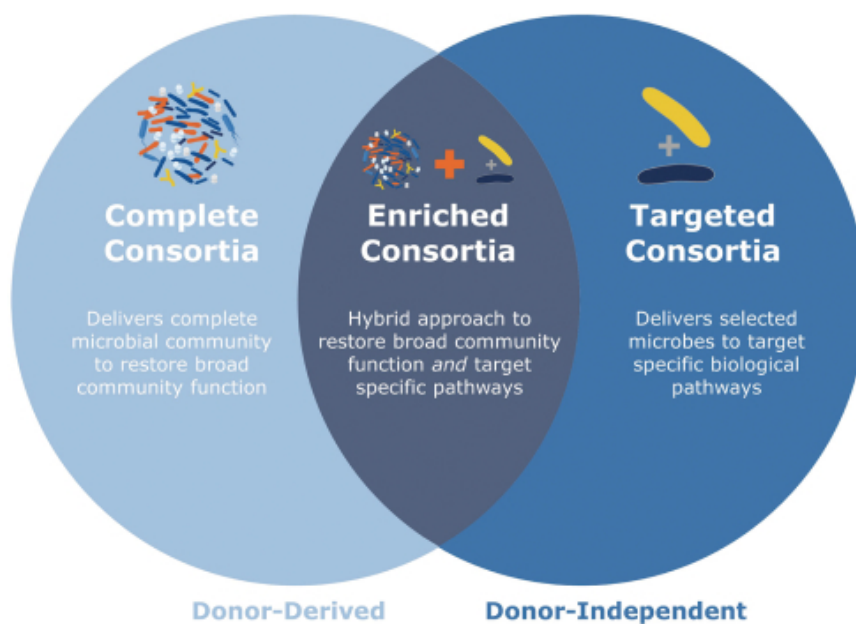 Complete
Consortia
Delivers complete
microbial community
to restore broad
community function
Enriched
Consortia
Hybrid approach to
restore broad community
function and target
specific pathways
Targeted
Consortia
Delivers selected
microbes to target
specific biological
pathways
Donor-Derived
Donor-Independent